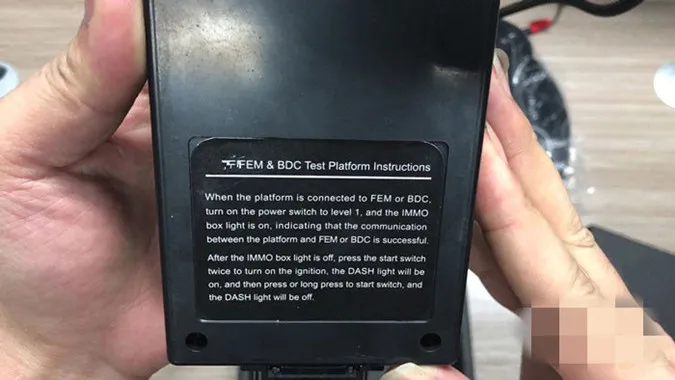 FEM & BDC Test Platform Instructions
When the platform is connected to FEM or BDC,
turn on the power switch to level 1, and the IMMO
box light is on, indicating that the communication
between the platform and FEM or BDC is successful.
After the IMMO box light is off, press the start switch
twice to turn on the ignition, the DASH light will be
on, and then press or long press to start switch, and
the DASH light will be off.